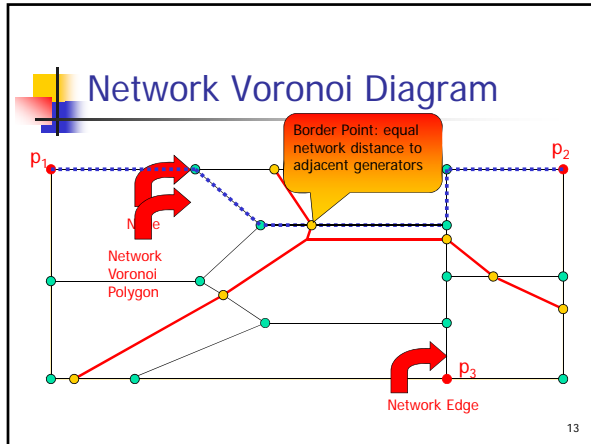 Network Voronoi Diagram
Border Point: equal
network distance to
adjacent generators
p1
p2
Network
Voronoi
Polygon
p3
Network Edge
13